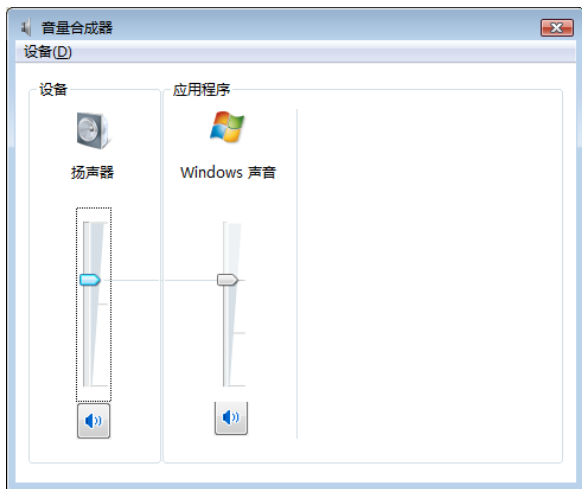 音量合成器
设备(D)
设备
应用程序
扬声器
Windows 声音